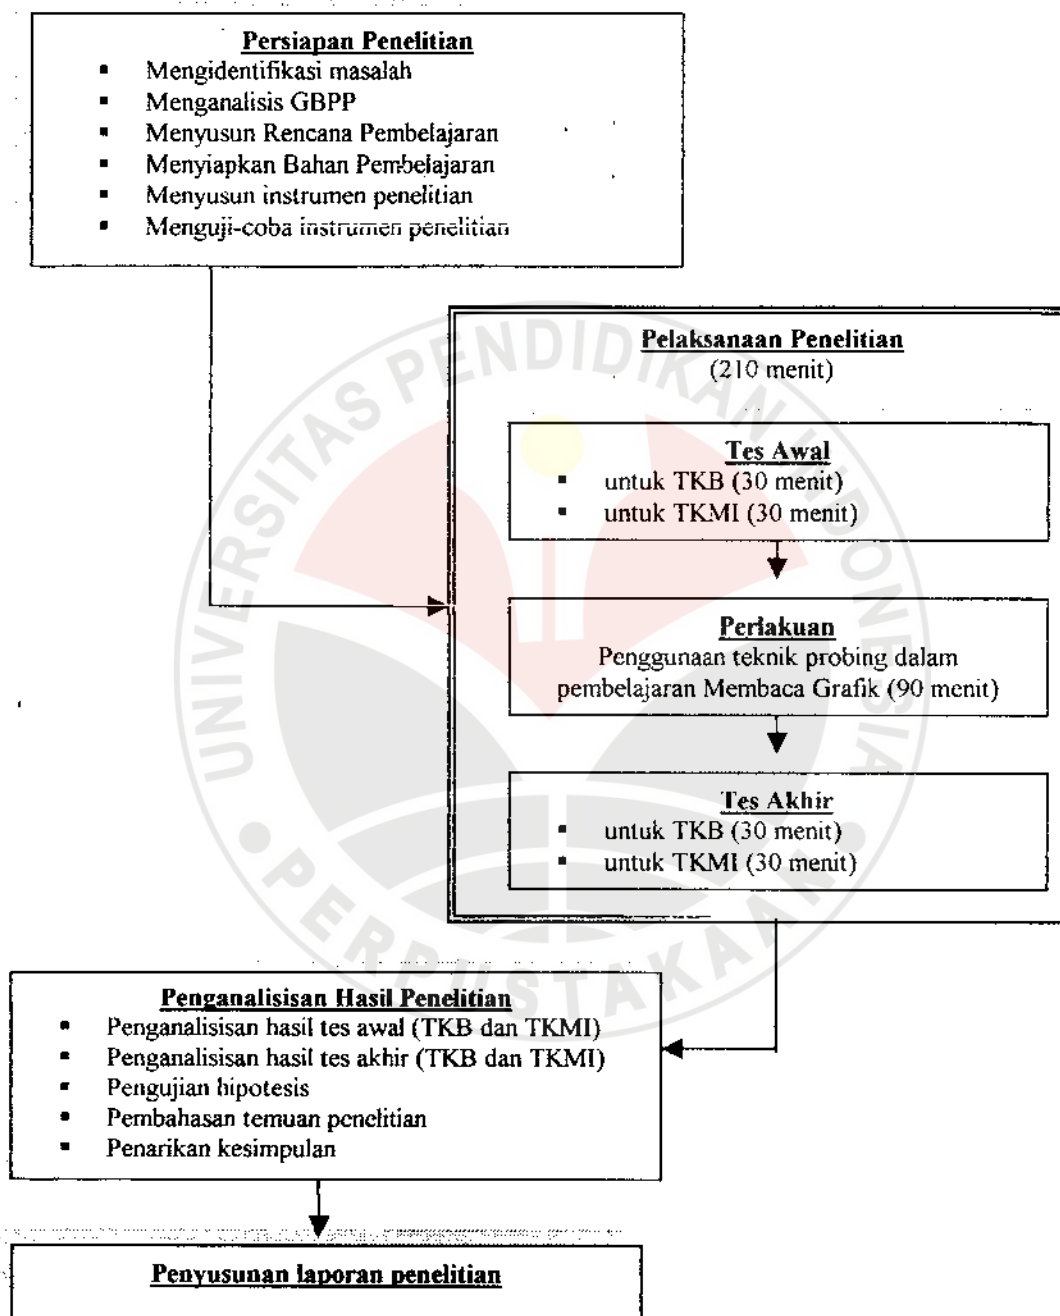 Persiapan Penelitian
▪ Mengidentifikasi masalah
▪ Menganalisis GBPP
▪ Menyusun Rencana Pembelajaran
▪ Menyiapkan Bahan Pembelajaran
▪ Menyusun instrumen penelitian
▪ Menguji-coba instrumen penelitian
Pelaksanaan Penelitian
(210 menit)
Tes Awal
▪ untuk TKB (30 menit)
▪ untuk TKMI (30 menit)
Perlakuan
Penggunaan teknik probing dalam
pembelajaran Membaca Grafik (90 menit)
Tes Akhir
▪ untuk TKB (30 menit)
▪ untuk TKMI (30 menit)
Penganalisisan Hasil Penelitian
▪ Penganalisisan hasil tes awal (TKB dan TKMI)
▪ Penganalisisan hasil tes akhir (TKB dan TKMI)
▪ Pengujian hipotesis
▪ Pembahasan temuan penelitian
▪ Penarikan kesimpulan
Penyusunan laporan penelitian
UNIVERSITAS PENDIDIKAN INDONESIA
PERPUSTAKAAN